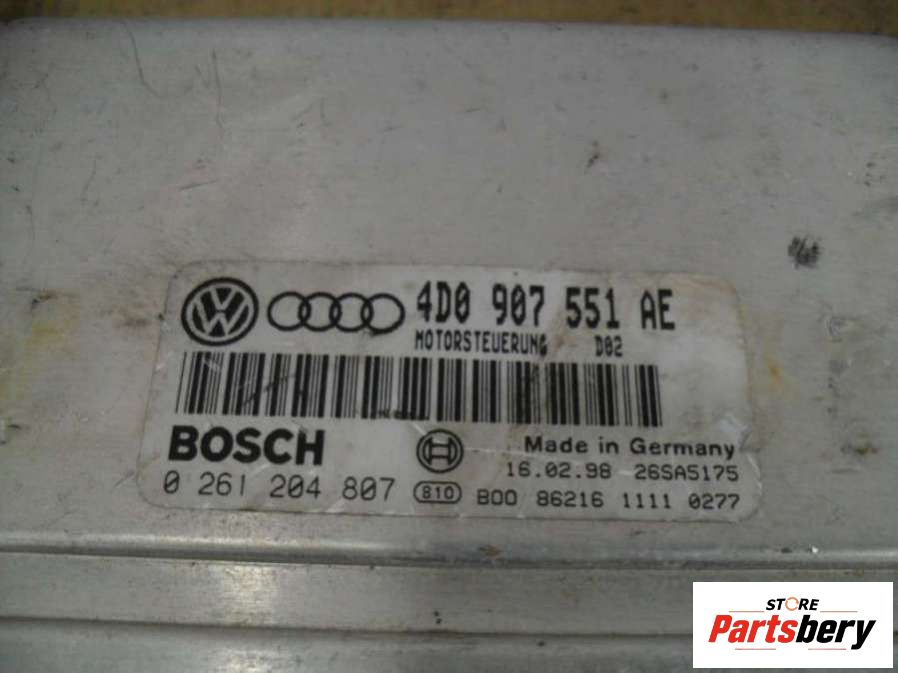 4D0 907 551 AE
MOTORSTEUERUNG D02
BOSCH
Made in Germany
16.02.98 26SA5175
0 261 204 807 810 B00 86216 1111 0277
STORE
Partsbery